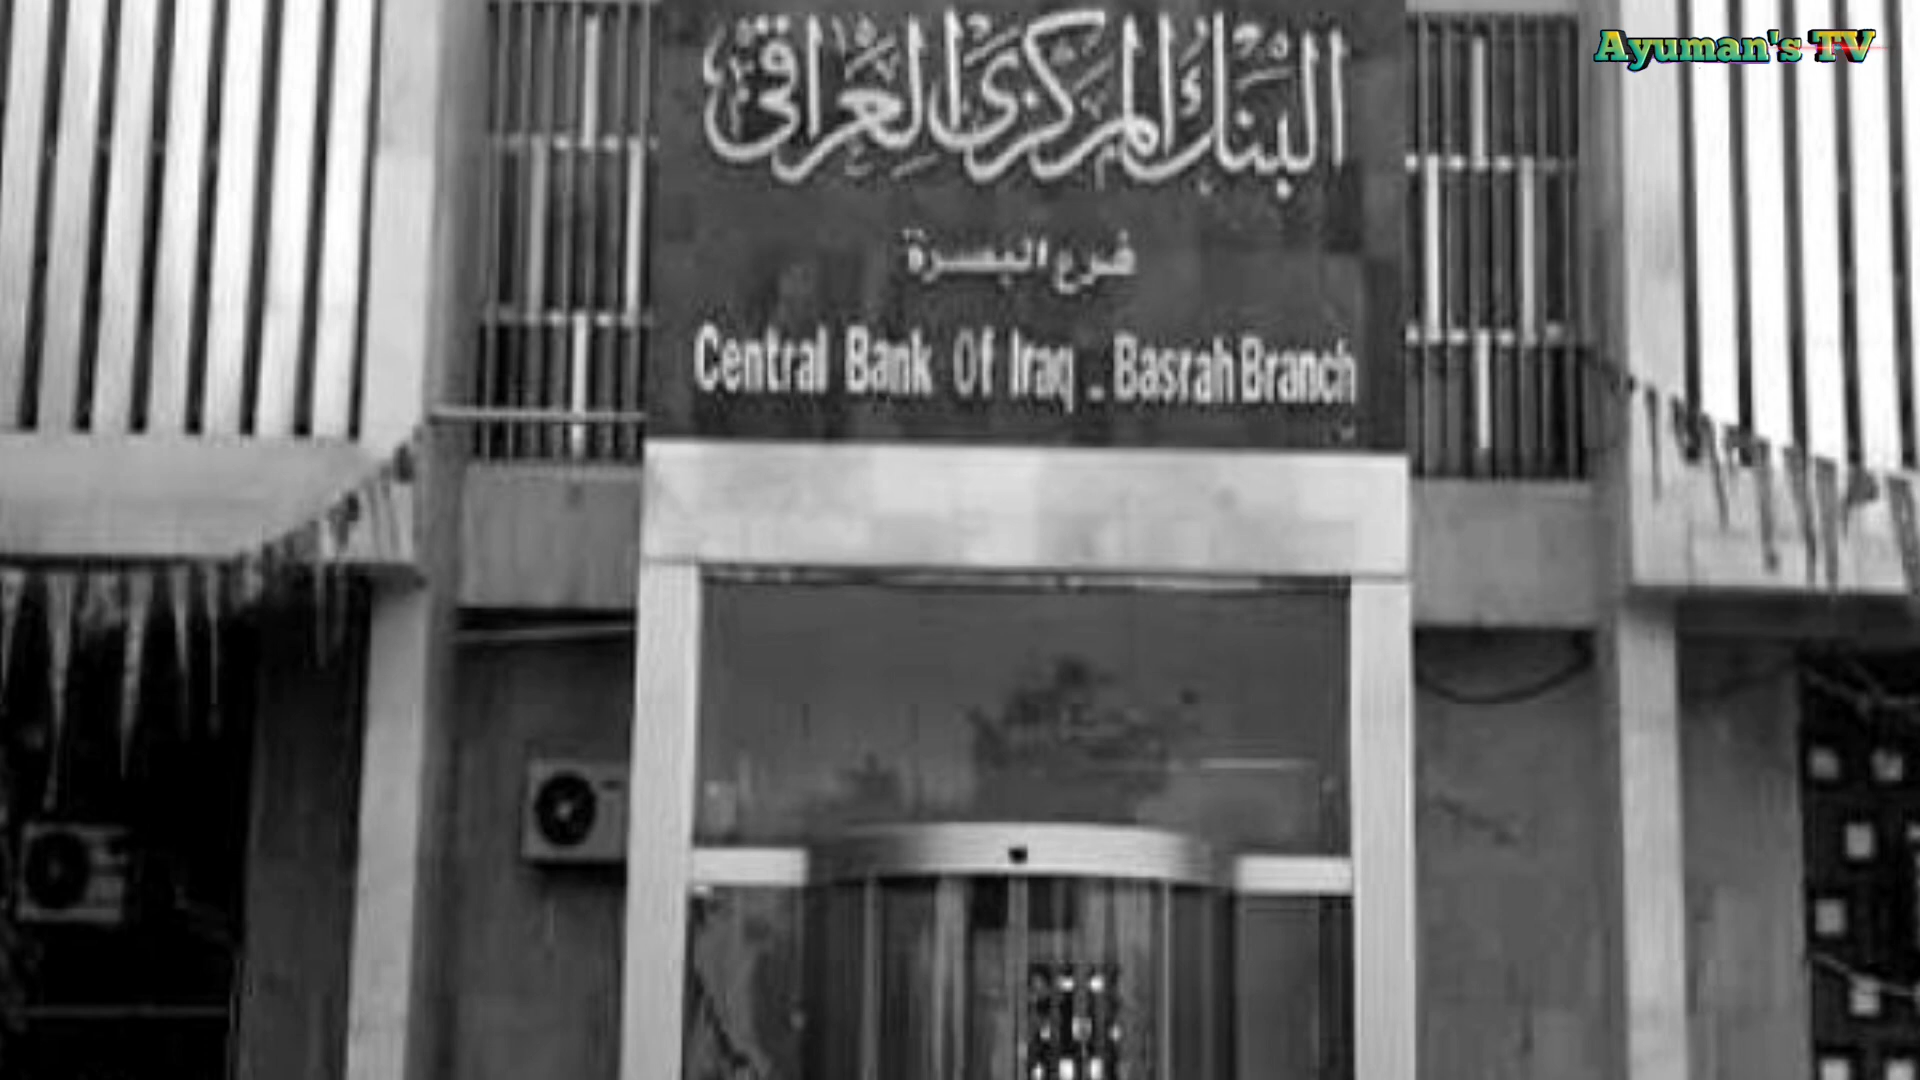 البنك المركزي العراقي
فرع البصرة
Central Bank Of Iraq - Basrah Branch
Ayuman's TV